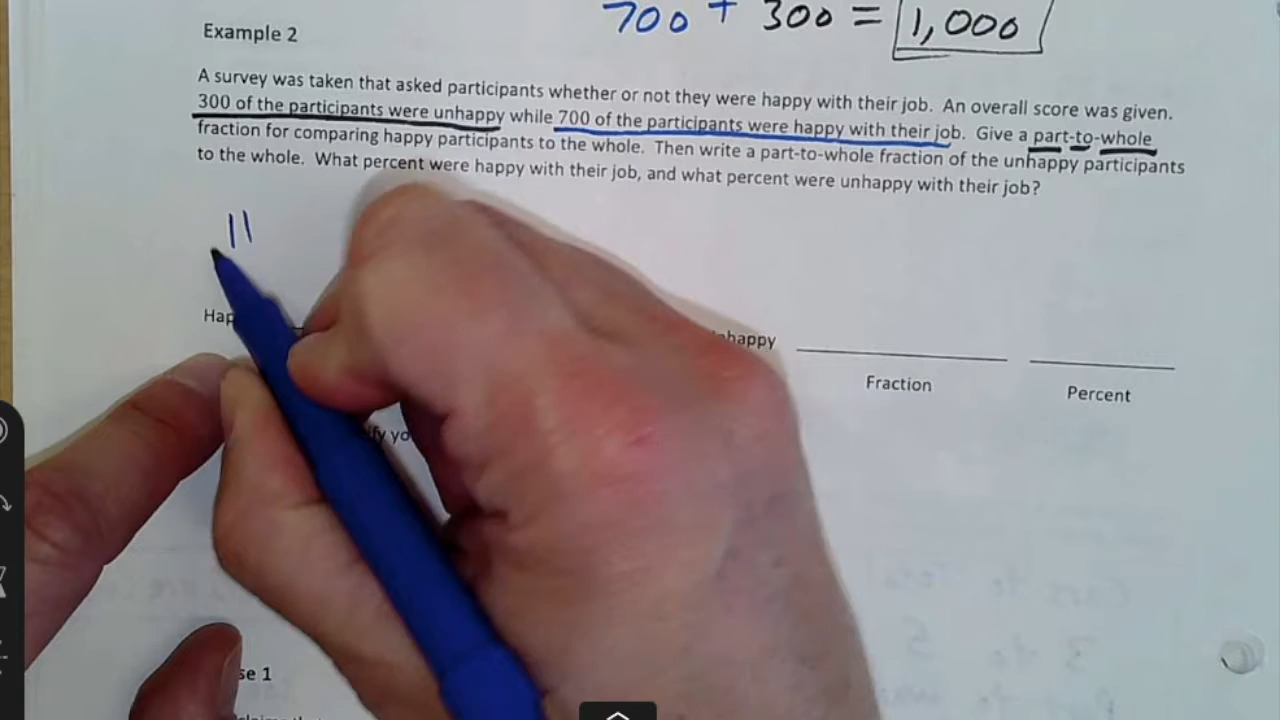 700 + 300 = 1,000
Example 2
A survey was taken that asked participants whether or not they were happy with their job. An overall score was given.
300 of the participants were unhappy while 700 of the participants were happy with their job. Give a part-to-whole
fraction for comparing happy participants to the whole. Then write a part-to-whole fraction of the unhappy participants
to the whole. What percent were happy with their job, and what percent were unhappy with their job?
Fraction
Percent